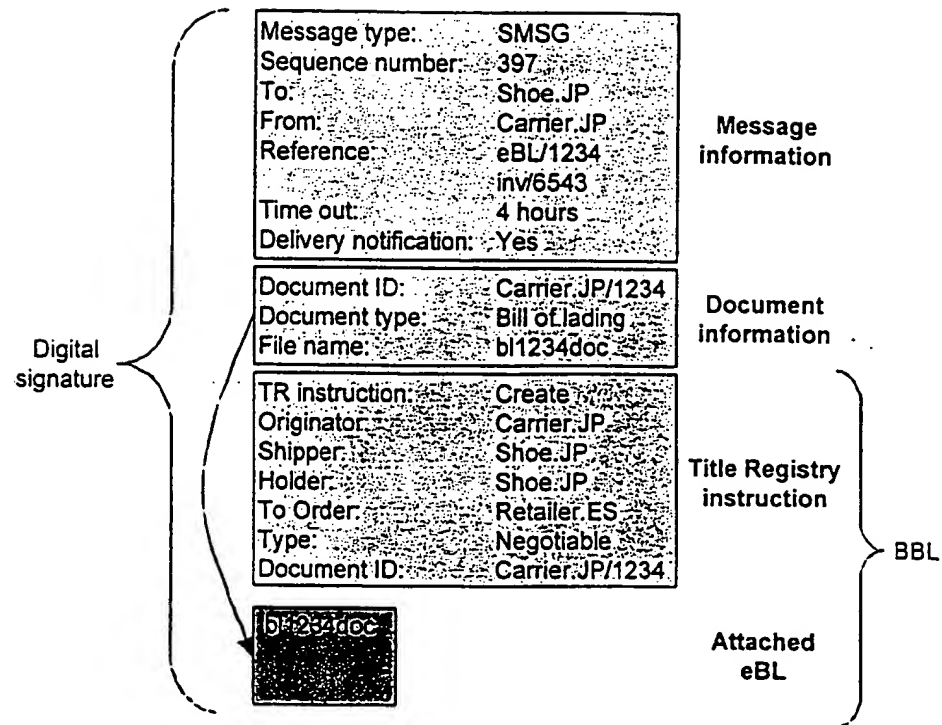 Message type: SMSG
Sequence number: 397
To: Shoe.JP
From: Carrier.JP
Reference: eBL/1234
inv/6543
Time out: 4 hours
Delivery notification: Yes
Message
information
Document ID: Carrier.JP/1234
Document type: Bill of lading
File name: bl1234doc
Document
information
Digital
signature
TR instruction: Create
Originator: Carrier.JP
Shipper: Shoe.JP
Holder: Shoe.JP
To Order: Retailer.ES
Type: Negotiable
Document ID: Carrier.JP/1234
Title Registry
instruction
BBL
bl1234doc
Attached
eBL